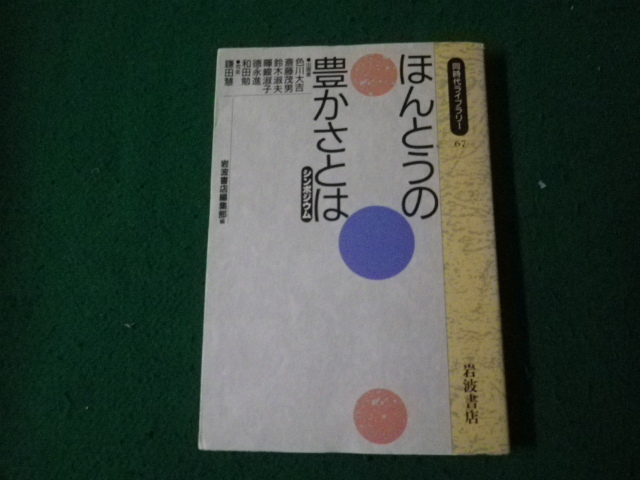 同時代ライブラリー
67
ほんとうの
豊かさとは
シンポジウム
色川大吉
斎藤茂男
鈴木淑夫
暉峻淑子
徳永進
和田勉
鎌田慧
岩波書店編集部 編
岩波書店